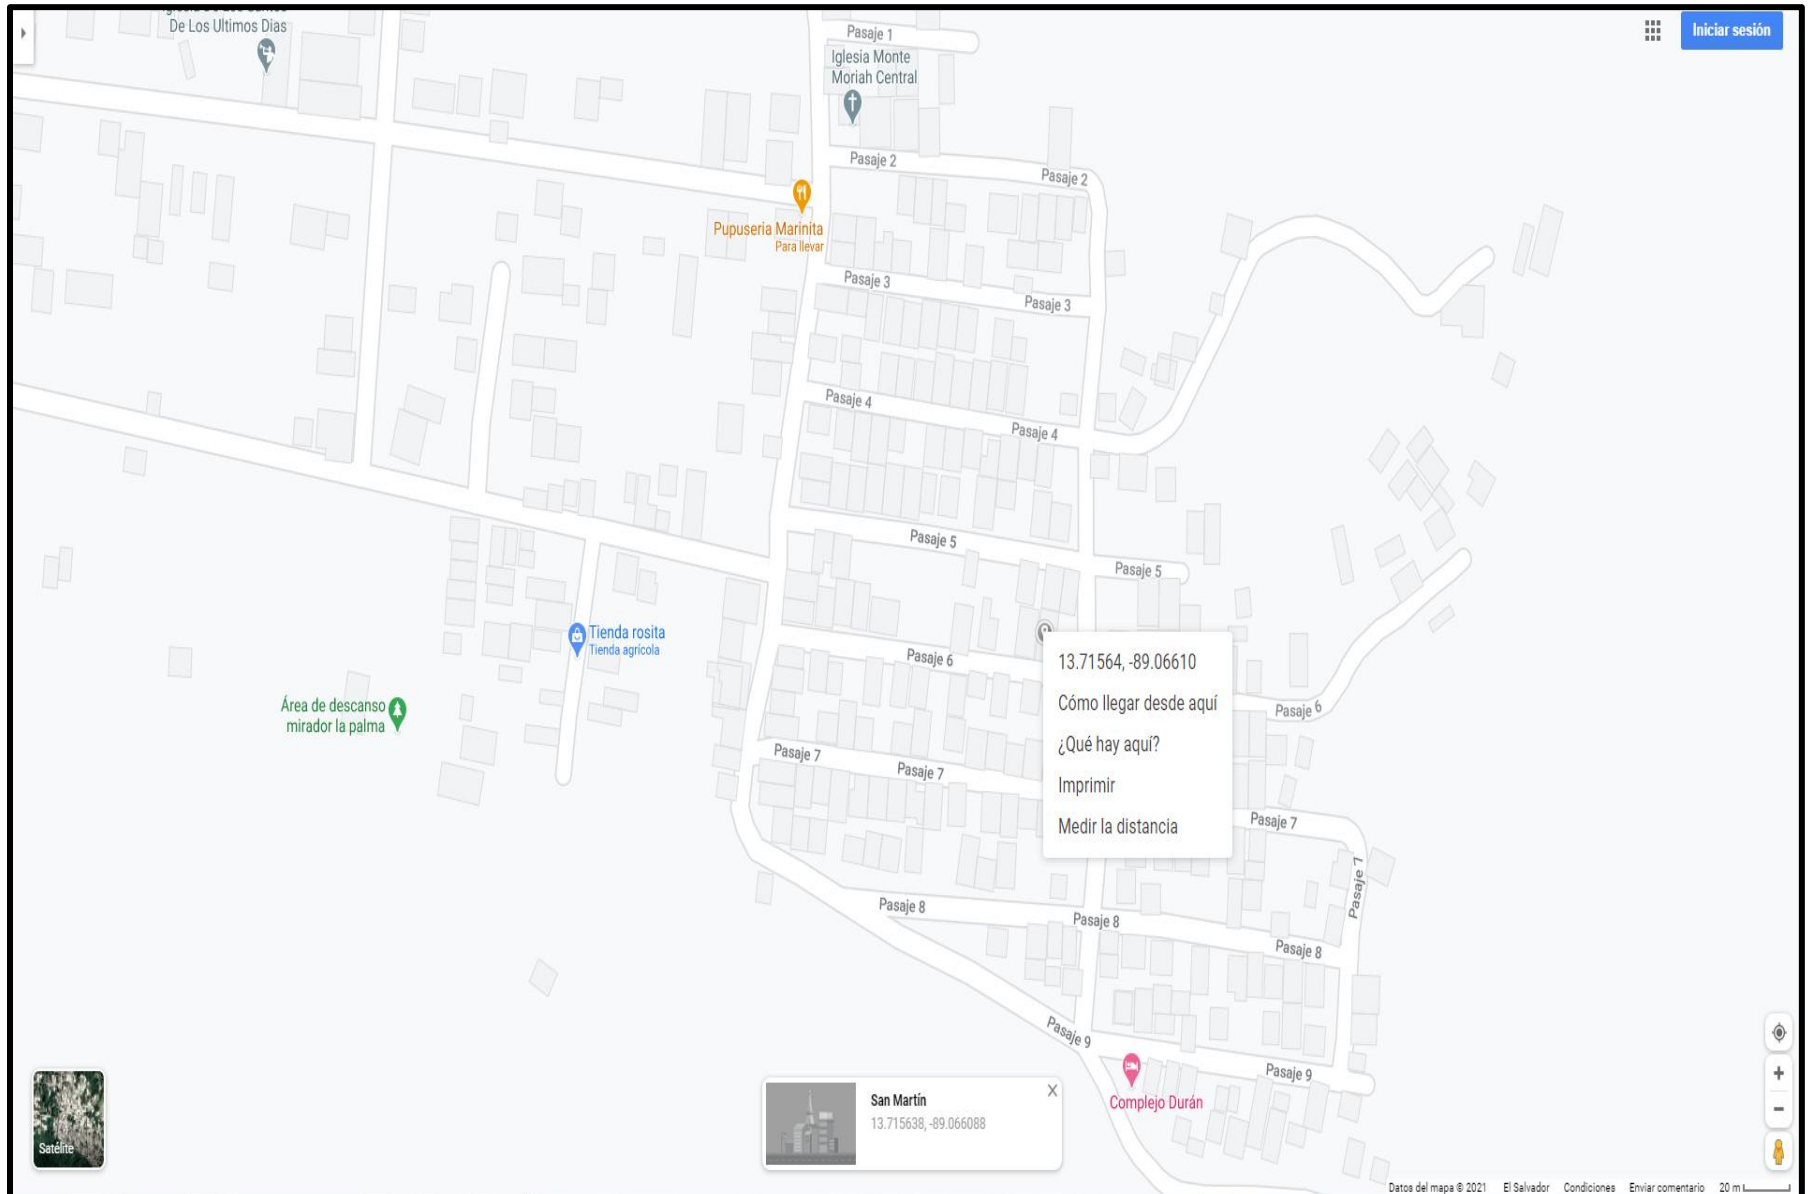 De Los Ultimos Dias
Pasaje 1
Iniciar sesión
Iglesia Monte
Moriah Central
Pasaje 2
Pasaje 2
Pupuseria Marinita
Para llevar
Pasaje 3
Pasaje 3
Pasaje 4
Pasaje 4
Pasaje 5
Pasaje 5
Tienda rosita
Tienda agrícola
Pasaje 6
13.71564, -89.06610
Cómo llegar desde aquí
¿Qué hay aquí?
Imprimir
Medir la distancia
Pasaje 6
Área de descanso
mirador la palma
Pasaje 7
Pasaje 7
Pasaje 7
Pasaje 7
Pasaje 8
Pasaje 8
Pasaje 8
Pasaje 9
Pasaje 9
Complejo Durán
San Martín
13.715638, -89.066088
Satélite
Datos del mapa © 2021 El Salvador Condiciones Enviar comentario 20 m